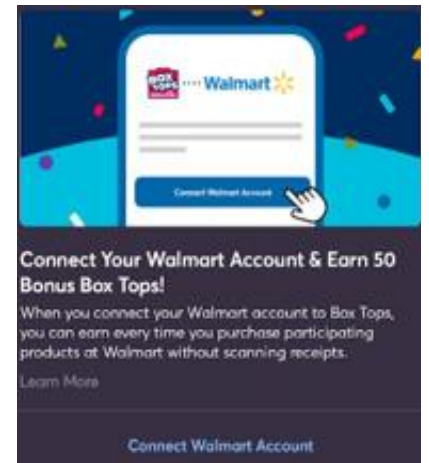 BOX TOPS Walmart
Connect Walmart Account
Connect Your Walmart Account & Earn 50
Bonus Box Tops!
When you connect your Walmart account to Box Tops,
you can earn every time you purchase participating
products at Walmart without scanning receipts.
Learn More
Connect Walmart Account